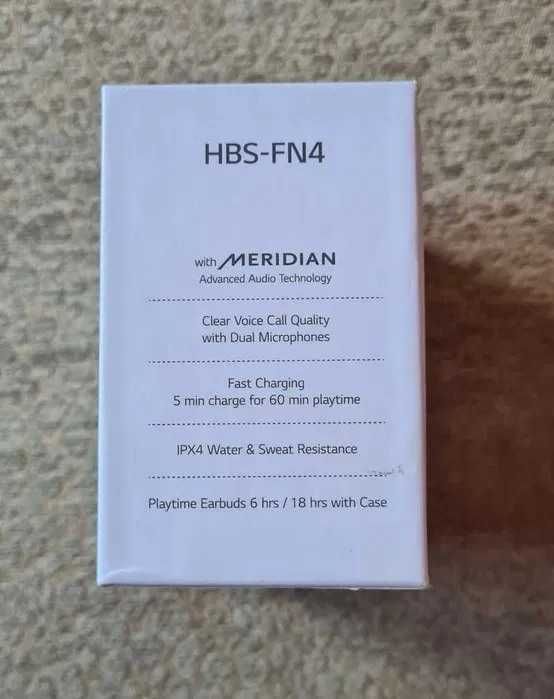 HBS-FN4
with MERIDIAN
Advanced Audio Technology
Clear Voice Call Quality
with Dual Microphones
Fast Charging
5 min charge for 60 min playtime
IPX4 Water & Sweat Resistance
Playtime Earbuds 6 hrs / 18 hrs with Case